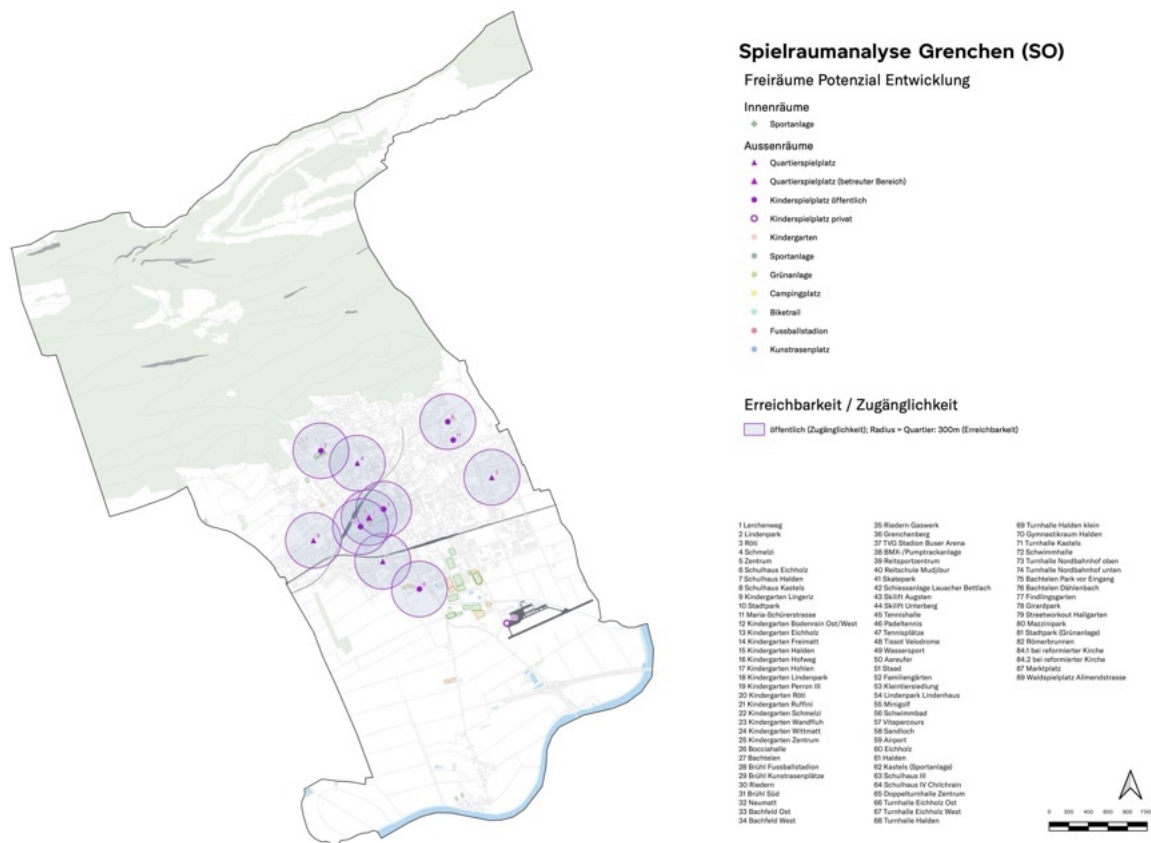 Spielraumanalyse Grenchen (SO)
Freiräume Potenzial Entwicklung
Innenräume
Sportanlage
Aussenräume
Quartierspielplatz
Quartierspielplatz (betreuter Bereich)
Kinderspielplatz öffentlich
Kinderspielplatz privat
Kindergarten
Sportanlage
Grünanlage
Campingplatz
Biketrail
Fussballstadion
Kunstrasenplatz
Erreichbarkeit / Zugänglichkeit
öffentlich (Zugänglichkeit); Radius = Quartier: 300m (Erreichbarkeit)
1 Lerchenweg
2 Lindenpark
3 Röti
4 Schmelzi
5 Zentrum
6 Schulhaus Eichholz
7 Schulhaus Halden
8 Schulhaus Kastels
9 Kindergarten Lingeriz
10 Stadtpark
11 Maria-Schürerstrasse
12 Kindergarten Bodenrain Ost/West
13 Kindergarten Eichholz
14 Kindergarten Freimatt
15 Kindergarten Halden
16 Kindergarten Hofweg
17 Kindergarten Hohlen
18 Kindergarten Lindenpark
19 Kindergarten Perron III
20 Kindergarten Röti
21 Kindergarten Ruffini
22 Kindergarten Schmelzi
23 Kindergarten Wandfluh
24 Kindergarten Wittmatt
25 Kindergarten Zentrum
26 Bocciahalle
27 Bachtelen
28 Brühl Fussballstadion
29 Brühl Kunstrasenplätze
30 Riedern
31 Brühl Süd
32 Neumatt
33 Bachfeld Ost
34 Bachfeld West
35 Riedern Gaswerk
36 Grenchenberg
37 TVG Stadion Buser Arena
38 BMX-/Pumptrackanlage
39 Reitsportzentrum
40 Reitschule Mudjibur
41 Skatepark
42 Schiessanlage Lauacher Bettlach
43 Skilift Augsten
44 Skilift Unterberg
45 Tennishalle
46 Padeltennis
47 Tennisplätze
48 Tissot Velodrome
49 Wassersport
50 Aareufer
51 Staad
52 Familiengärten
53 Kleintiersiedlung
54 Lindenpark Lindenhaus
55 Minigolf
56 Schwimmbad
57 Vitaparcours
58 Sandloch
59 Airport
60 Eichholz
61 Halden
62 Kastels (Sportanlage)
63 Schulhaus III
64 Schulhaus IV Chilchrain
65 Doppelturnhalle Zentrum
66 Turnhalle Eichholz Ost
67 Turnhalle Eichholz West
68 Turnhalle Halden
69 Turnhalle Halden klein
70 Gymnastikraum Halden
71 Turnhalle Kastels
72 Schwimmhalle
73 Turnhalle Nordbahnhof oben
74 Turnhalle Nordbahnhof unten
75 Bachtelen Park vor Eingang
76 Bachtelen Dählenbach
77 Findlingsgarten
78 Girardpark
79 Streetworkout Hallgarten
80 Mazzinipark
81 Stadtpark (Grünanlage)
82 Römerbrunnen
84.1 bei reformierter Kirche
84.2 bei reformierter Kirche
87 Marktplatz
89 Waldspielplatz Allmendstrasse
0 200 400 600 800